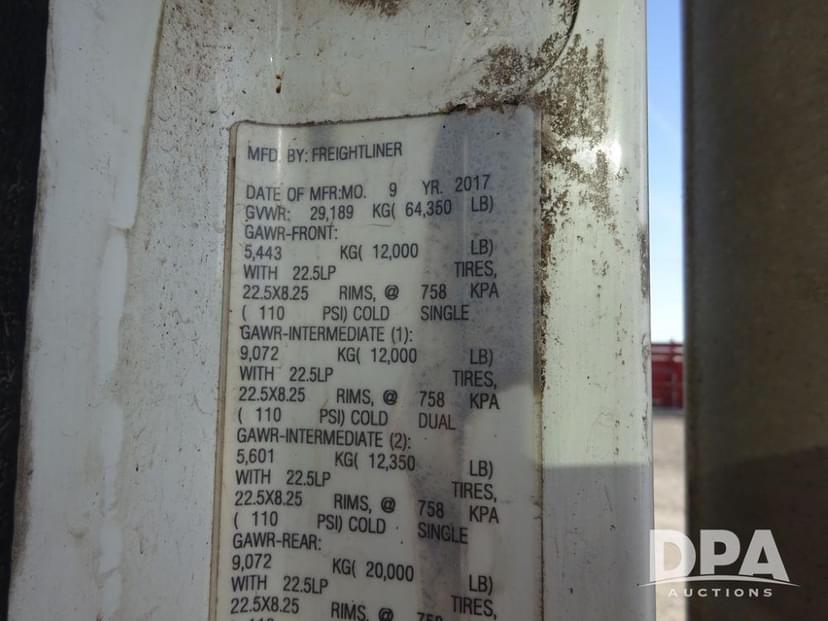 MFD. BY: FREIGHTLINER
DATE OF MFR:MO. 9 YR. 2017
GVWR: 29,189 KG( 64,350 LB)
GAWR-FRONT:
5,443 KG( 12,000 LB)
WITH 22.5LP TIRES,
22.5X8.25 RIMS, @ 758 KPA
( 110 PSI) COLD SINGLE
GAWR-INTERMEDIATE (1):
9,072 KG( 12,000 LB)
WITH 22.5LP TIRES,
22.5X8.25 RIMS, @ 758 KPA
( 110 PSI) COLD DUAL
GAWR-INTERMEDIATE (2):
5,601 KG( 12,350 LB)
WITH 22.5LP TIRES,
22.5X8.25 RIMS, @ 758 KPA
( 110 PSI) COLD SINGLE
GAWR-REAR:
9,072 KG( 20,000 LB)
WITH 22.5LP TIRES,
22.5X8.25 RIMS, @
DPA
AUCTIONS